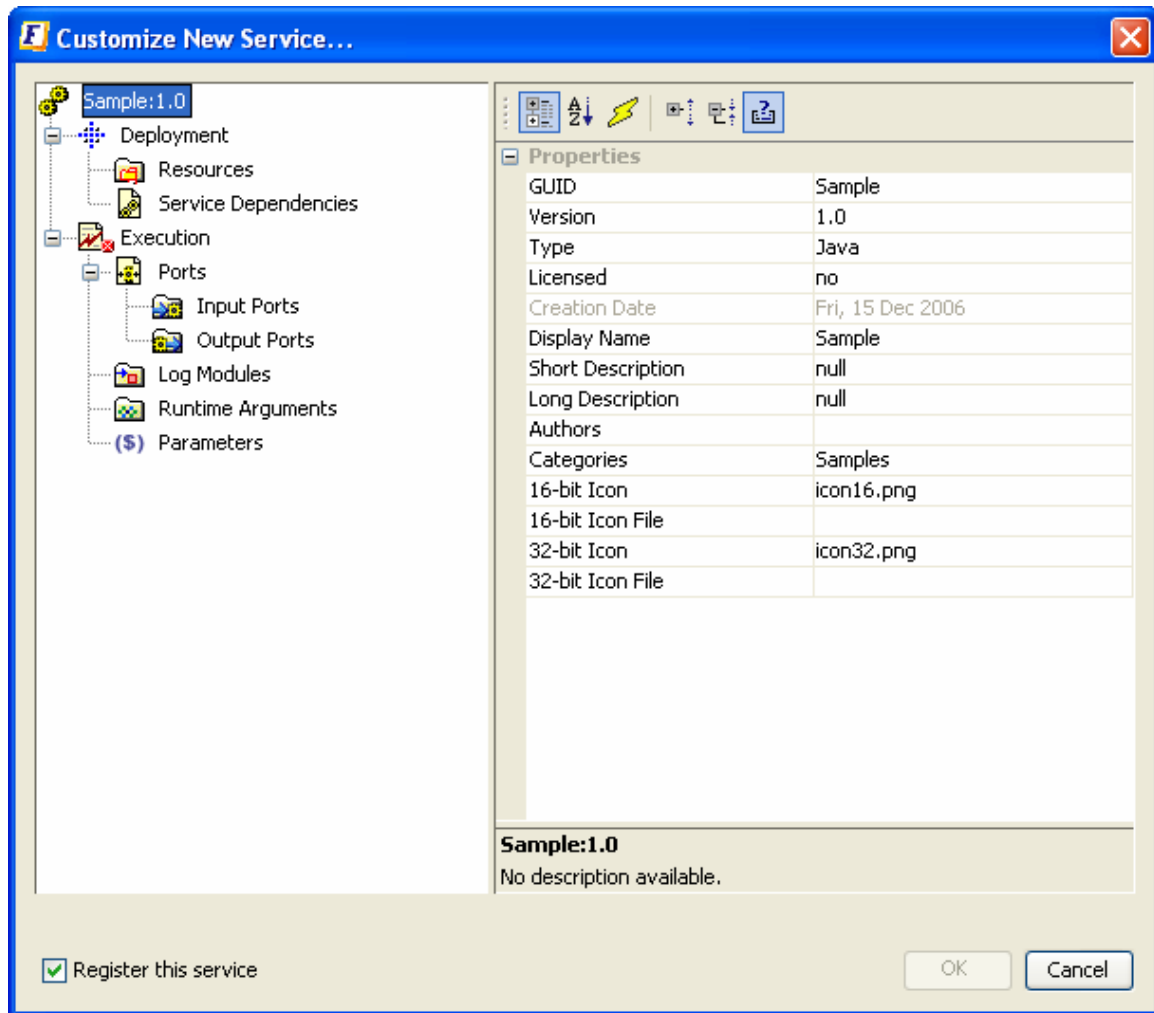 Customize New Service...
Sample:1.0
Deployment
Resources
Service Dependencies
Execution
Ports
Input Ports
Output Ports
Log Modules
Runtime Arguments
($) Parameters
Properties
GUID Sample
Version 1.0
Type Java
Licensed no
Creation Date Fri, 15 Dec 2006
Display Name Sample
Short Description null
Long Description null
Authors
Categories Samples
16-bit Icon icon16.png
16-bit Icon File
32-bit Icon icon32.png
32-bit Icon File
Sample:1.0
No description available.
Register this service
OK Cancel